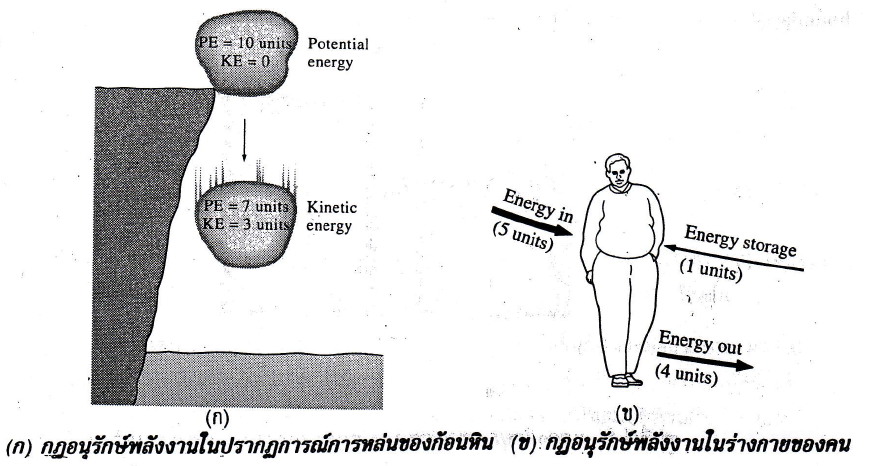 PE = 10 units
KE = 0
Potential
energy
PE = 7 units
KE = 3 units
Kinetic
energy
(ก)
Energy in
(5 units)
Energy storage
(1 units)
Energy out
(4 units)
(ข)
(ก) กฎอนุรักษ์พลังงานในปรากฏการณ์การหล่นของก้อนหิน (ข) กฎอนุรักษ์พลังงานในร่างกายของคน